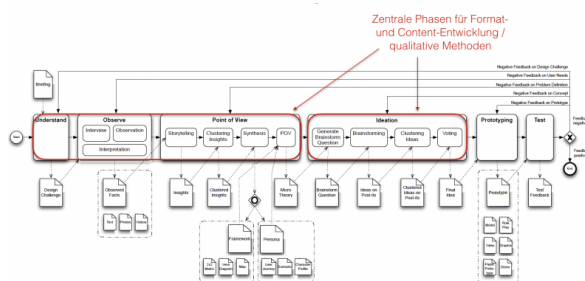 Zentrale Phasen für Format-
und Content-Entwicklung /
qualitative Methoden
Negative Feedback on Design Challenge
Negative Feedback on User Needs
Negative Feedback on Problem Definition
Negative Feedback on Concept
Negative Feedback on Prototype
Briefing
Understand
Observe
Interview
Observation
Interpretation
Point of View
Storytelling
Clustering
Insights
Synthesis
POV
Ideation
Generate
Brainstorm
Question
Brainstorming
Clustering
Ideas
Voting
Prototyping
Test
Design
Challenge
Observed
Facts
Text
Photos
Videos
Insights
Clustered
Insights
Framework
Persona
More
Theory
Brainstorm
Question
Ideas on
Post-its
Clustered
Ideas on
Post-its
Final
Idea
Prototype
Test
Feedback